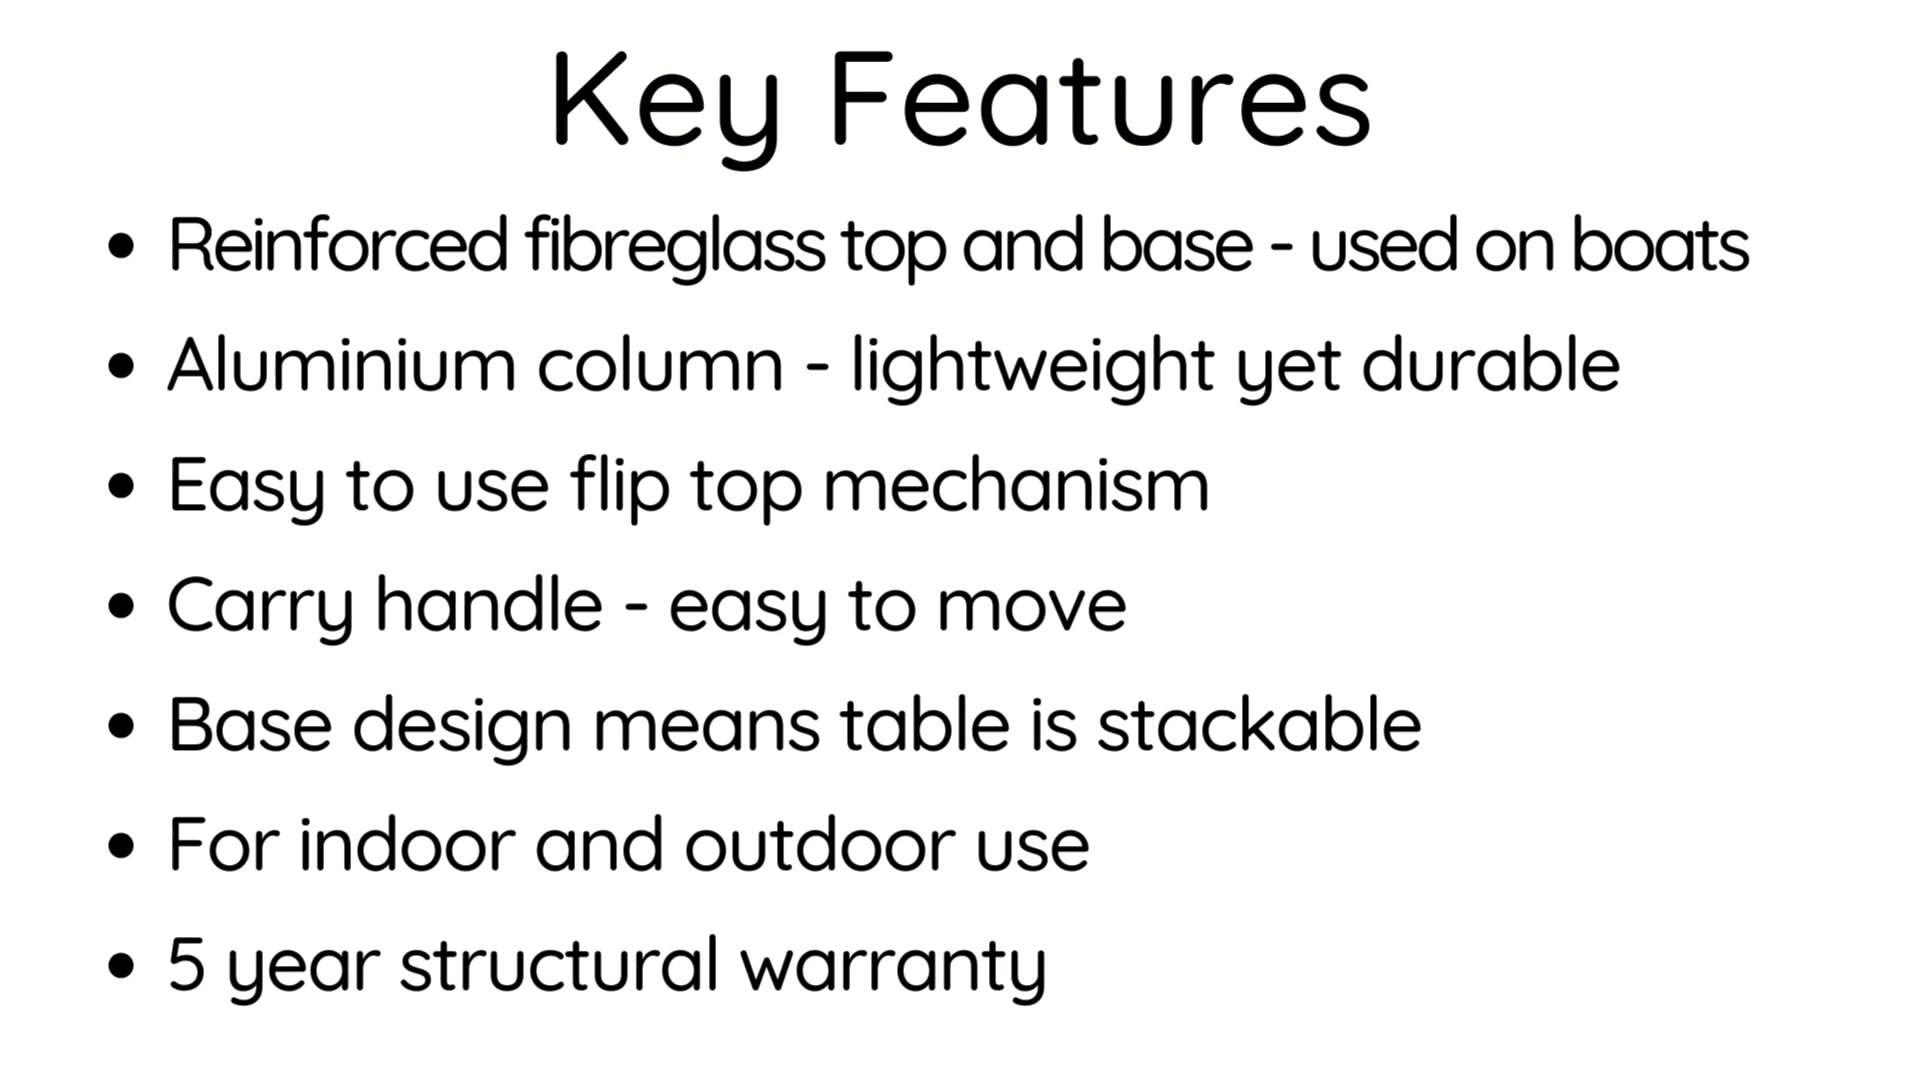 Key Features
• Reinforced fibreglass top and base - used on boats
• Aluminium column - lightweight yet durable
• Easy to use flip top mechanism
• Carry handle - easy to move
• Base design means table is stackable
• For indoor and outdoor use
• 5 year structural warranty